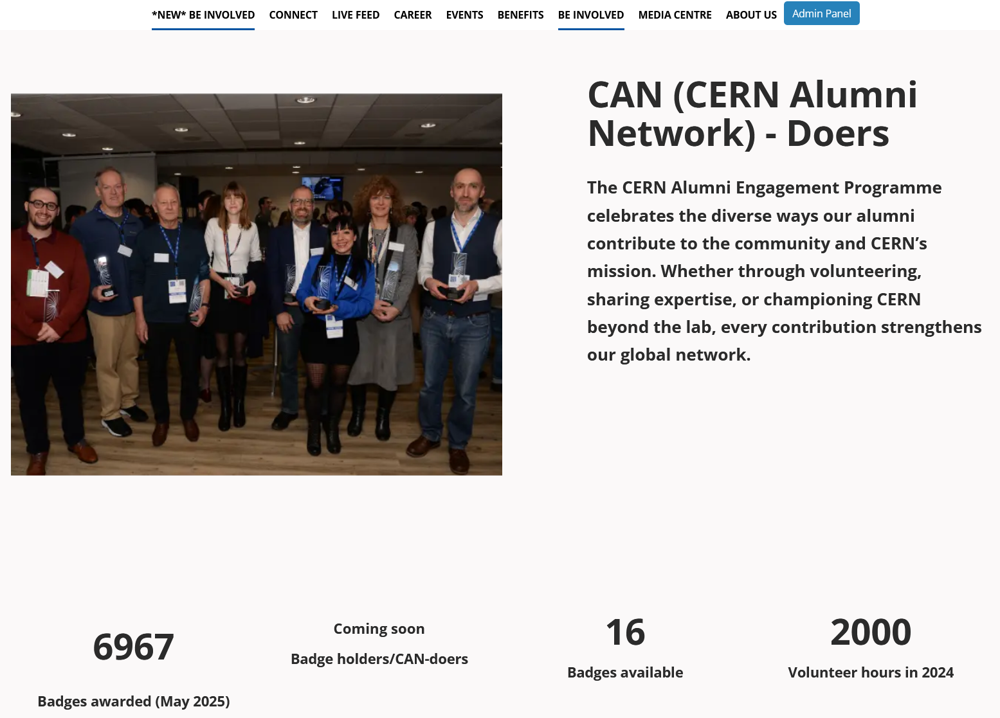 *NEW* BE INVOLVED CONNECT LIVE FEED CAREER EVENTS BENEFITS BE INVOLVED MEDIA CENTRE ABOUT US Admin Panel
CAN (CERN Alumni
Network) - Doers
The CERN Alumni Engagement Programme
celebrates the diverse ways our alumni
contribute to the community and CERN’s
mission. Whether through volunteering,
sharing expertise, or championing CERN
beyond the lab, every contribution strengthens
our global network.
6967
Badges awarded (May 2025)
Coming soon
Badge holders/CAN-doers
16
Badges available
2000
Volunteer hours in 2024